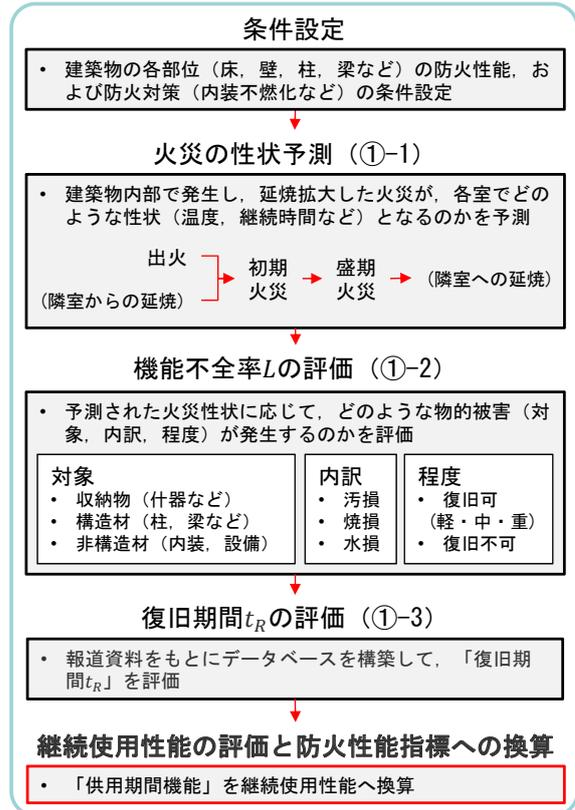 条件設定
• 建築物の各部位（床，壁，柱，梁など）の防火性能，お
よび防火対策（内装不燃化など）の条件設定
火災の性状予測（①-1）
• 建築物内部で発生し，延焼拡大した火災が，各室でどの
ような性状（温度，継続時間など）となるのかを予測
出火
（隣室からの延焼）
初期
火災
盛期
火災
（隣室への延焼）
機能不全率Lの評価（①-2）
• 予測された火災性状に応じて，どのような物的被害（対
象，内訳，程度）が発生するのかを評価
対象
• 収納物（什器など）
• 構造材（柱，梁など）
• 非構造材（内装，設備）
内訳
• 汚損
• 焼損
• 水損
程度
• 復旧可
（軽・中・重）
• 復旧不可
復旧期間tRの評価（①-3）
• 報道資料をもとにデータベースを構築して，「復旧期
間tR」を評価
継続使用性能の評価と防火性能指標への換算
• 「供用期間機能」を継続使用性能へ換算